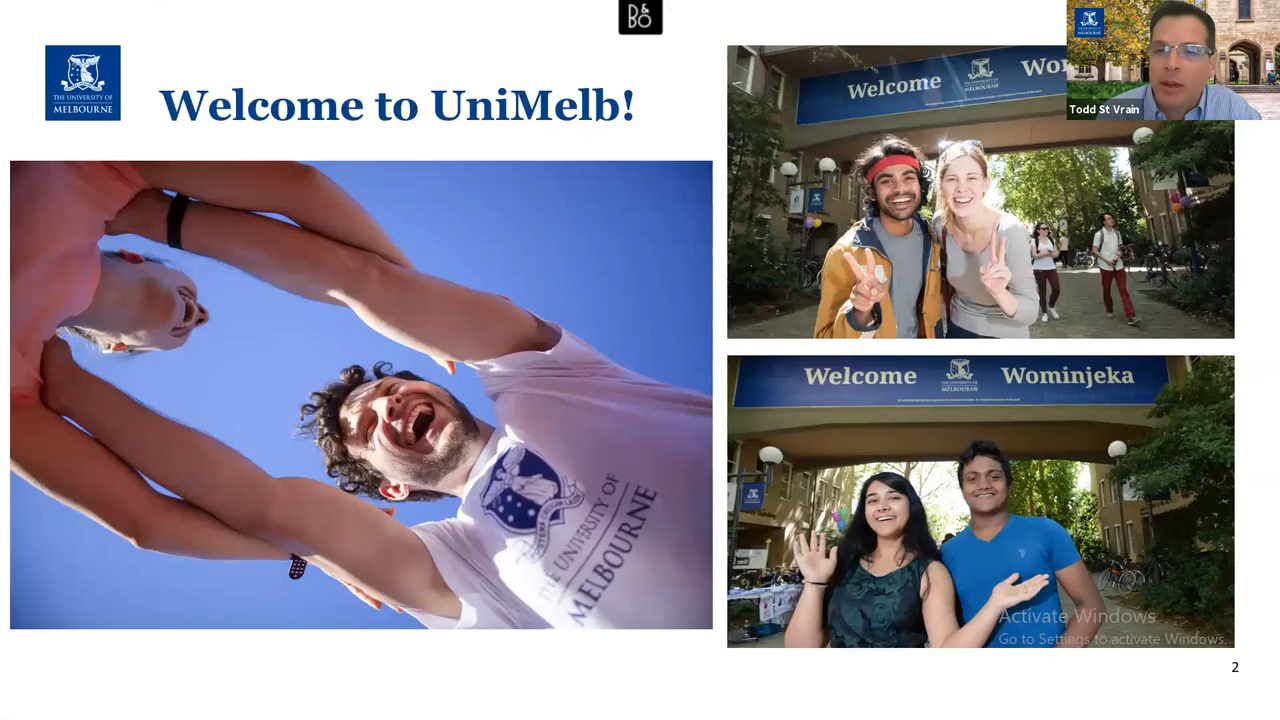 B&O
THE UNIVERSITY OF
MELBOURNE
Welcome to UniMelb!
THE UNIVERSITY OF
MELBOURNE
Welcome
Todd St Vrain
Welcome
THE UNIVERSITY OF
MELBOURNE
Wominjeka
Activate Windows
Go to Settings to activate Windows.
2